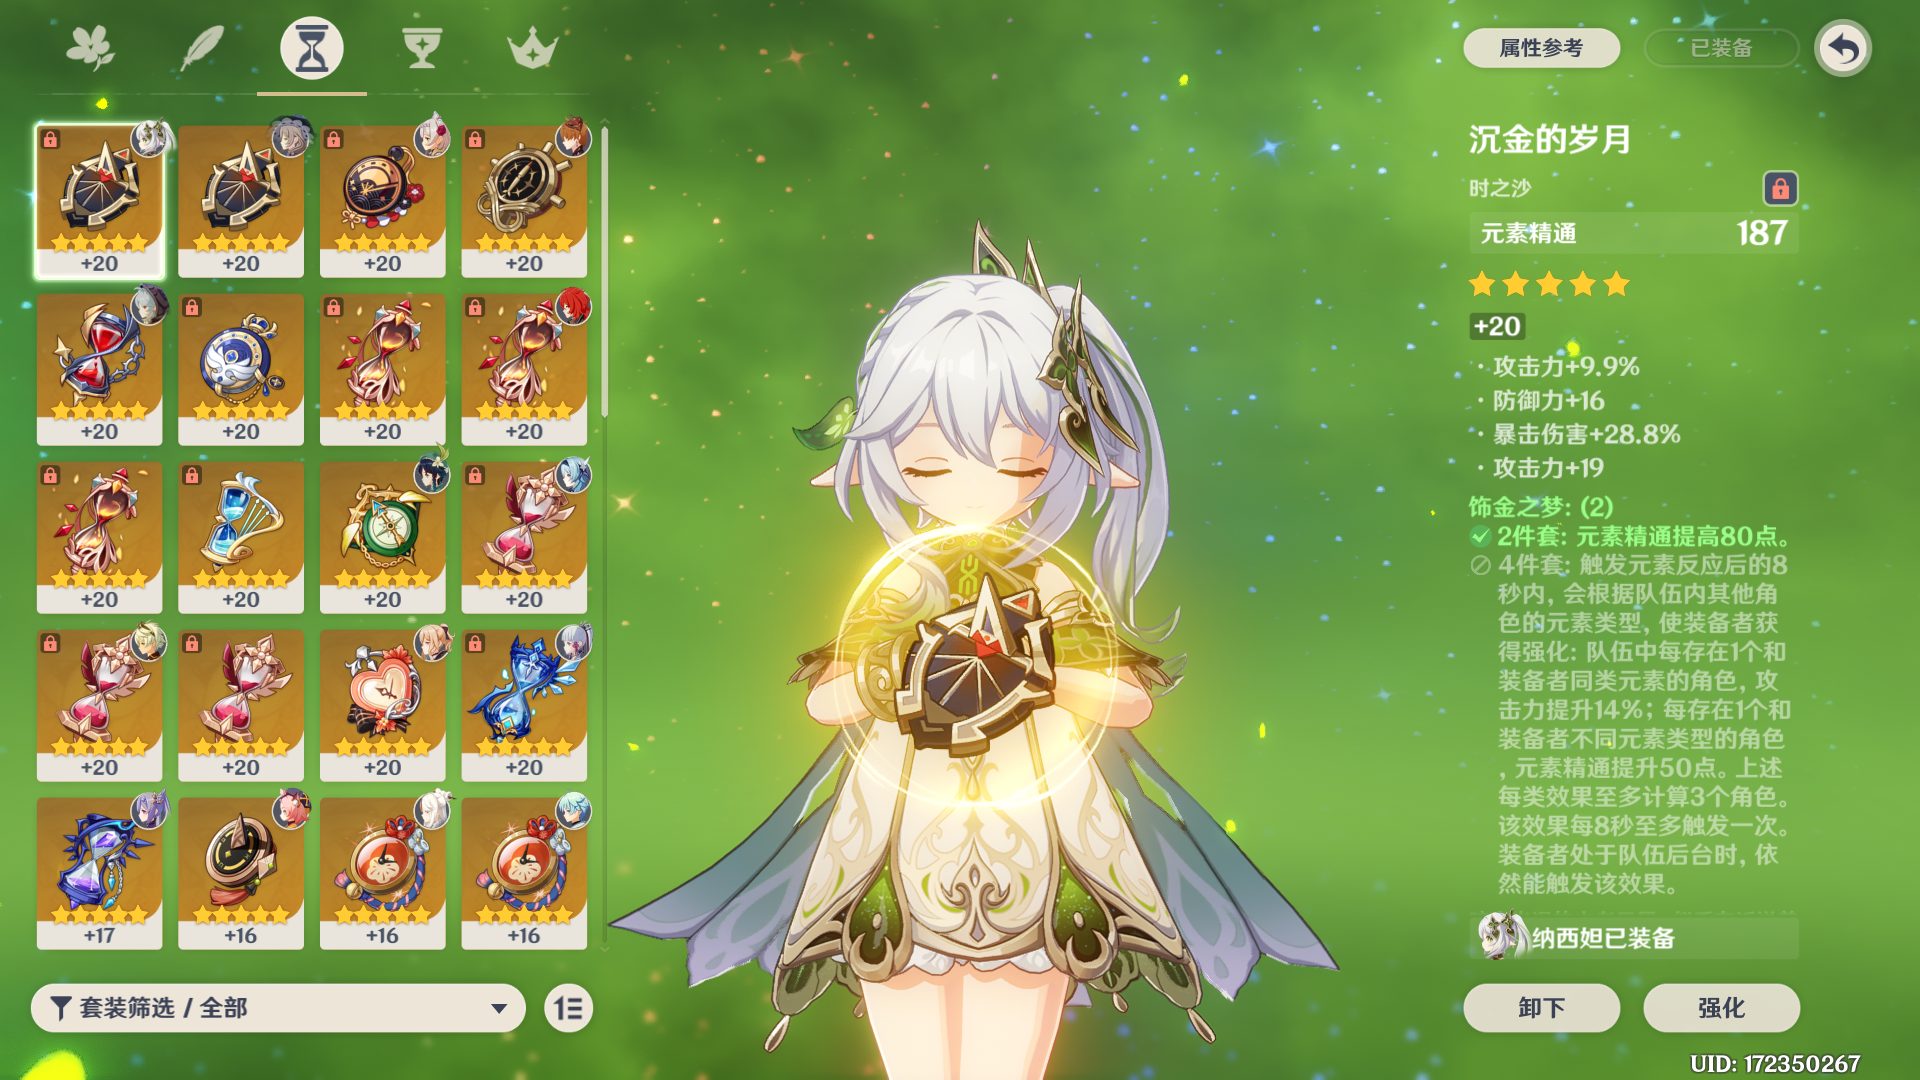 属性参考
已装备
沉金的岁月
时之沙
元素精通 187
+20
·攻击力+9.9%
·防御力+16
·暴击伤害+28.8%
·攻击力+19
饰金之梦: (2)
2件套: 元素精通提高80点。
4件套: 触发元素反应后的8
秒内, 会根据队伍内其他角
色的元素类型, 使装备者获
得强化: 队伍中每存在1个和
装备者同类元素的角色, 攻
击力提升14%; 每存在1个和
装备者不同元素类型的角色
, 元素精通提升50点。上述
每类效果至多计算3个角色。
该效果每8秒至多触发一次。
装备者处于队伍后台时, 依
然能触发该效果。
纳西妲已装备
卸下
强化
UID: 172350267
+20 +20 +20 +20
+20 +20 +20 +20
+20 +20 +20 +20
+20 +20 +20 +20
+17 +16 +16 +16
套装筛选 / 全部